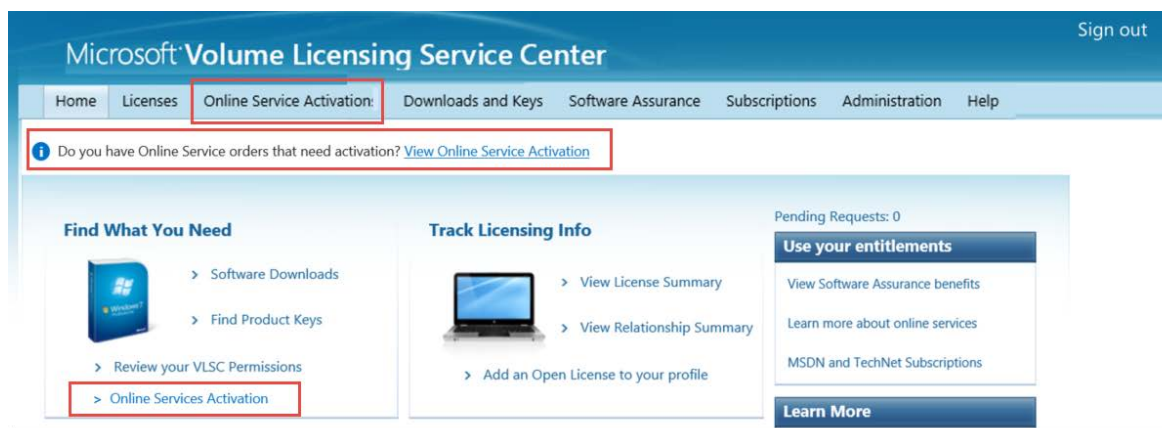 Sign out
Microsoft Volume Licensing Service Center
Home Licenses Online Service Activation: Downloads and Keys Software Assurance Subscriptions Administration Help
Do you have Online Service orders that need activation? View Online Service Activation
Find What You Need
> Software Downloads
> Find Product Keys
> Review your VLSC Permissions
> Online Services Activation
Track Licensing Info
> View License Summary
> View Relationship Summary
> Add an Open License to your profile
Pending Requests: 0
Use your entitlements
View Software Assurance benefits
Learn more about online services
MSDN and TechNet Subscriptions
Learn More